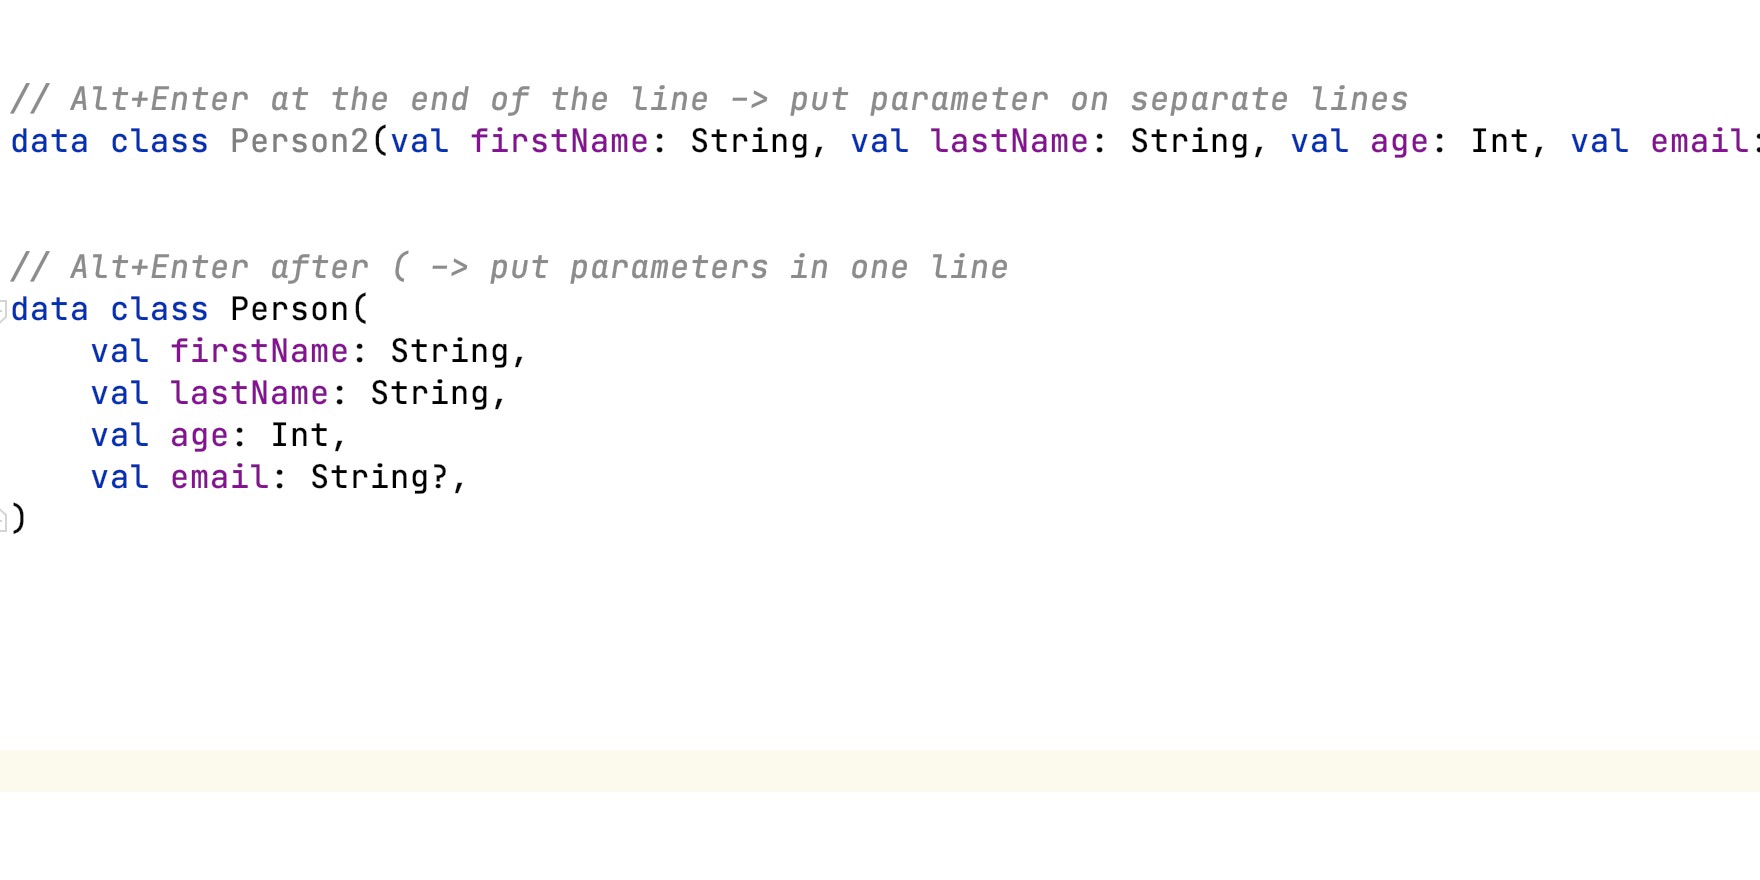 // Alt+Enter at the end of the line -> put parameter on separate lines
data class Person2(val firstName: String, val lastName: String, val age: Int, val email:
// Alt+Enter after ( -> put parameters in one line
data class Person(
    val firstName: String,
    val lastName: String,
    val age: Int,
    val email: String?,
)